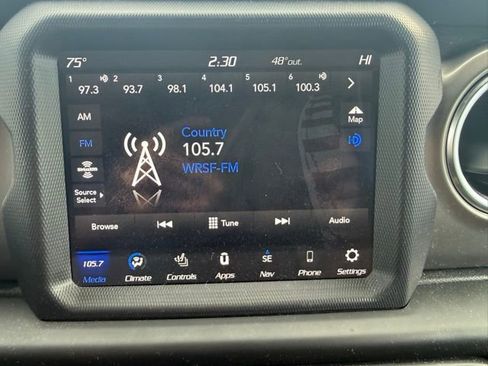 75° 2:30 48°out. HI
1 2 3 4 5 6
97.3 93.7 98.1 104.1 105.1 100.3
AM
FM
SiriusXM
Source
Select
Country
105.7
WRSF-FM
Map
Browse Tune Audio
105.7 SE
Media Climate Controls Apps Nav Phone Settings